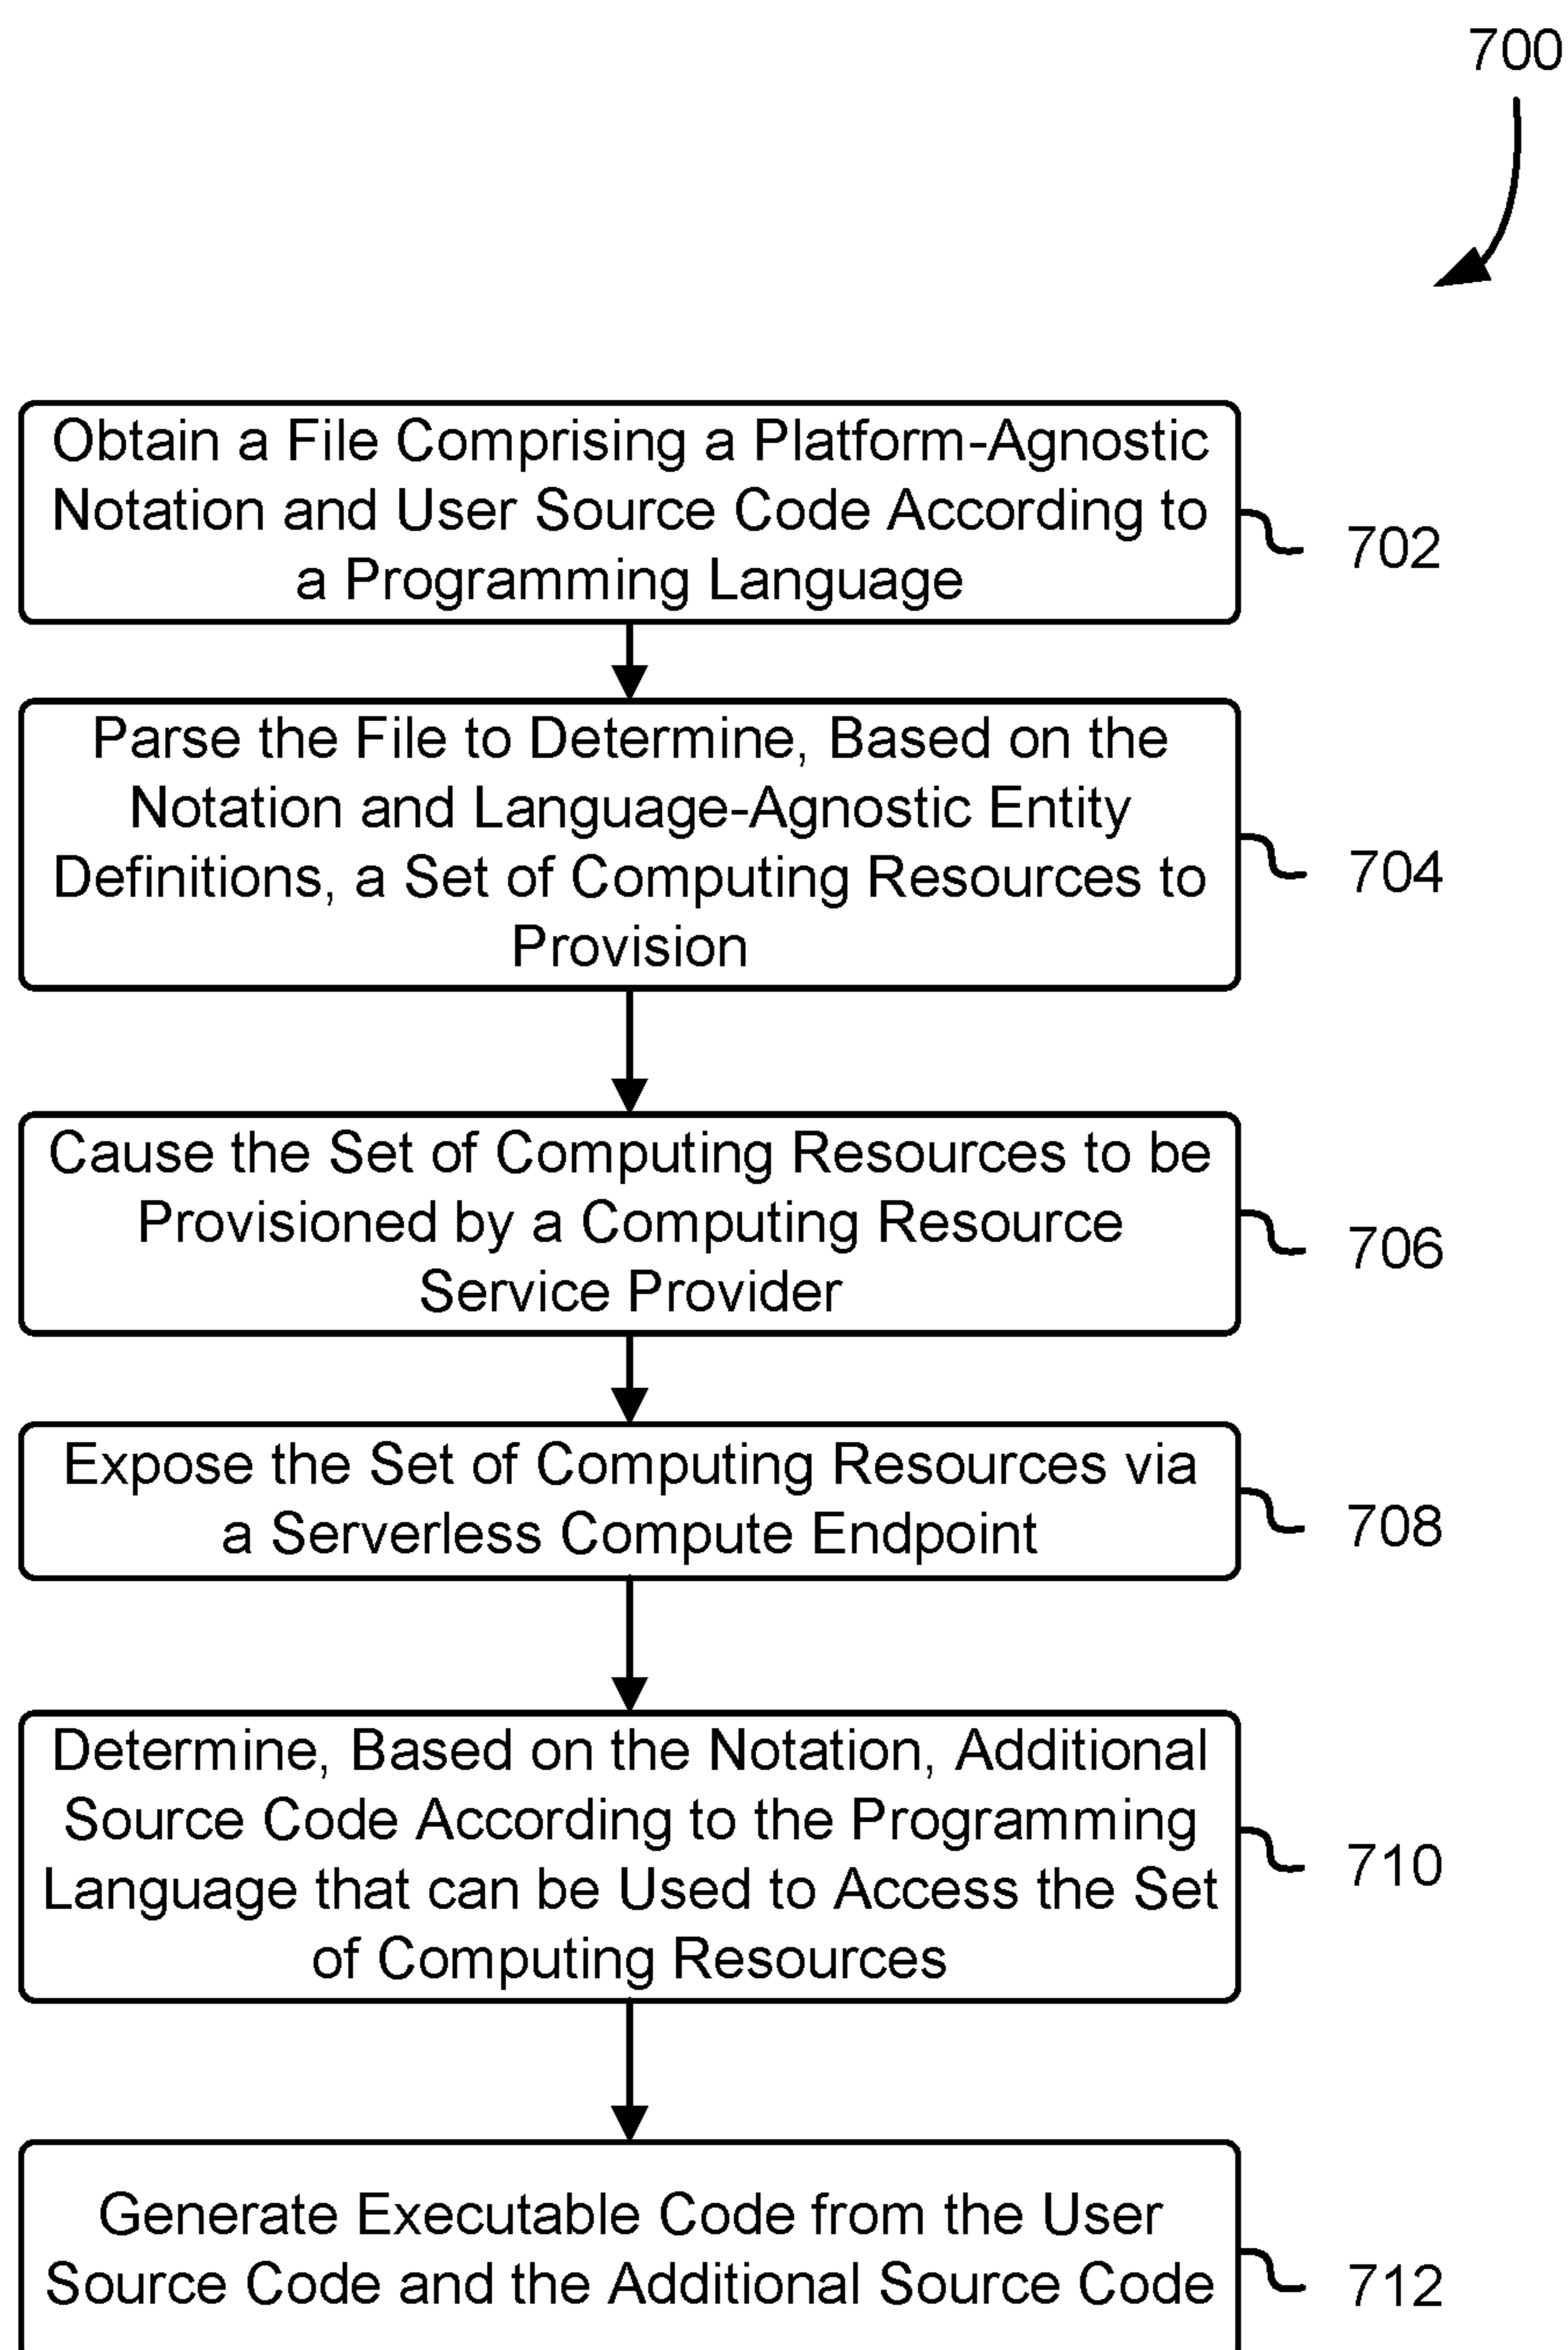 700
Obtain a File Comprising a Platform-Agnostic
Notation and User Source Code According to
a Programming Language
702
Parse the File to Determine, Based on the
Notation and Language-Agnostic Entity
Definitions, a Set of Computing Resources to
Provision
704
Cause the Set of Computing Resources to be
Provisioned by a Computing Resource
Service Provider
706
Expose the Set of Computing Resources via
a Serverless Compute Endpoint
708
Determine, Based on the Notation, Additional
Source Code According to the Programming
Language that can be Used to Access the Set
of Computing Resources
710
Generate Executable Code from the User
Source Code and the Additional Source Code
712